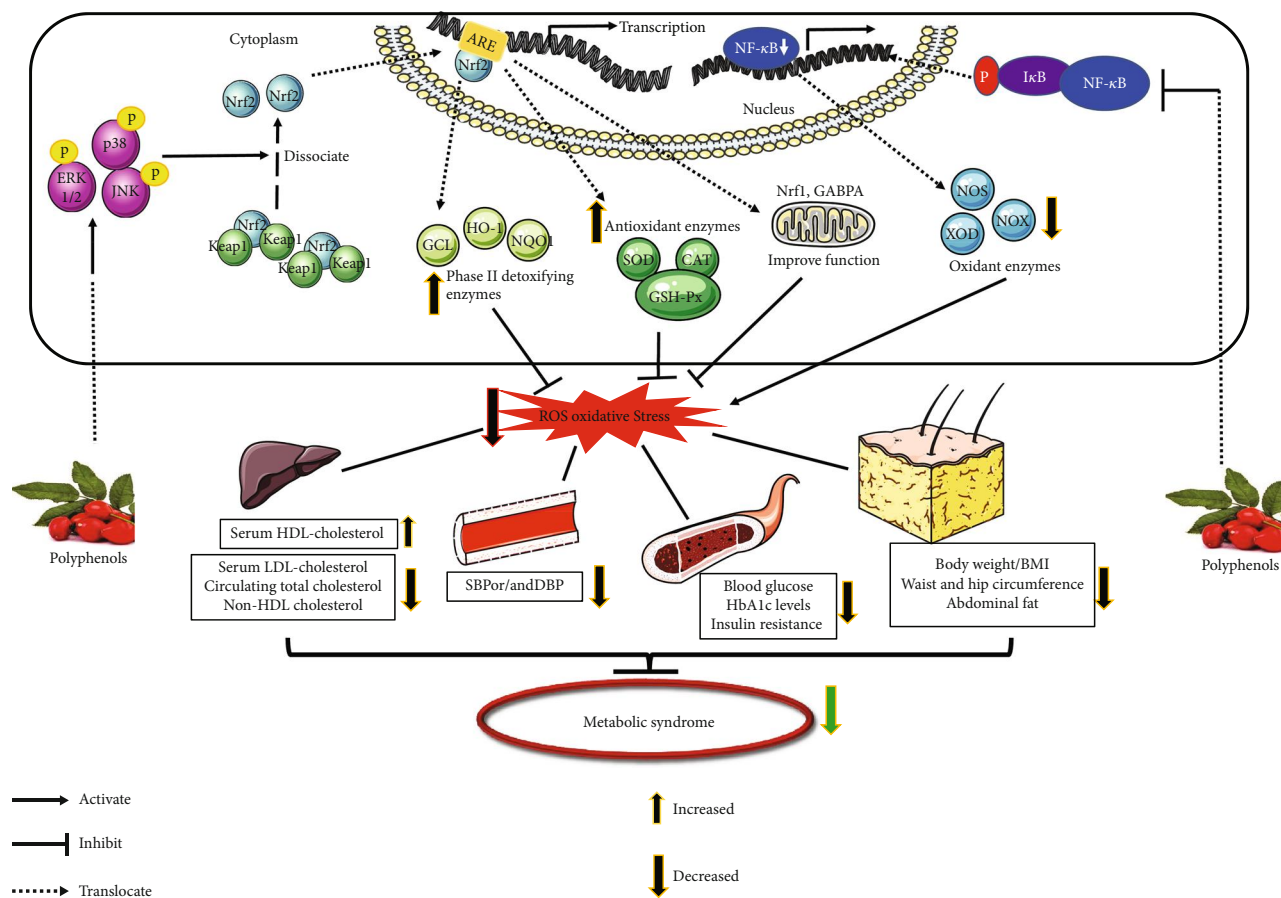 Cytoplasm
ARE
Nrf2
Transcription
NF-κB
P
IκB
NF-κB
Nucleus
Nrf2
Nrf2
P
p38
P
ERK
1/2
P
JNK
Dissociate
Nrf2
Keap1
Nrf2
Keap1
Keap1
GCL
HO-1
NQO1
Phase II detoxifying
enzymes
Antioxidant enzymes
SOD
CAT
GSH-Px
Nrf1, GABPA
Improve function
NOS
XOD
NOX
Oxidant enzymes
ROS oxidative Stress
Polyphenols
Polyphenols
Serum HDL-cholesterol
Serum LDL-cholesterol
Circulating total cholesterol
Non-HDL cholesterol
SBPor/andDBP
Blood glucose
HbA1c levels
Insulin resistance
Body weight/BMI
Waist and hip circumference
Abdominal fat
Metabolic syndrome
Activate
Inhibit
Translocate
Increased
Decreased